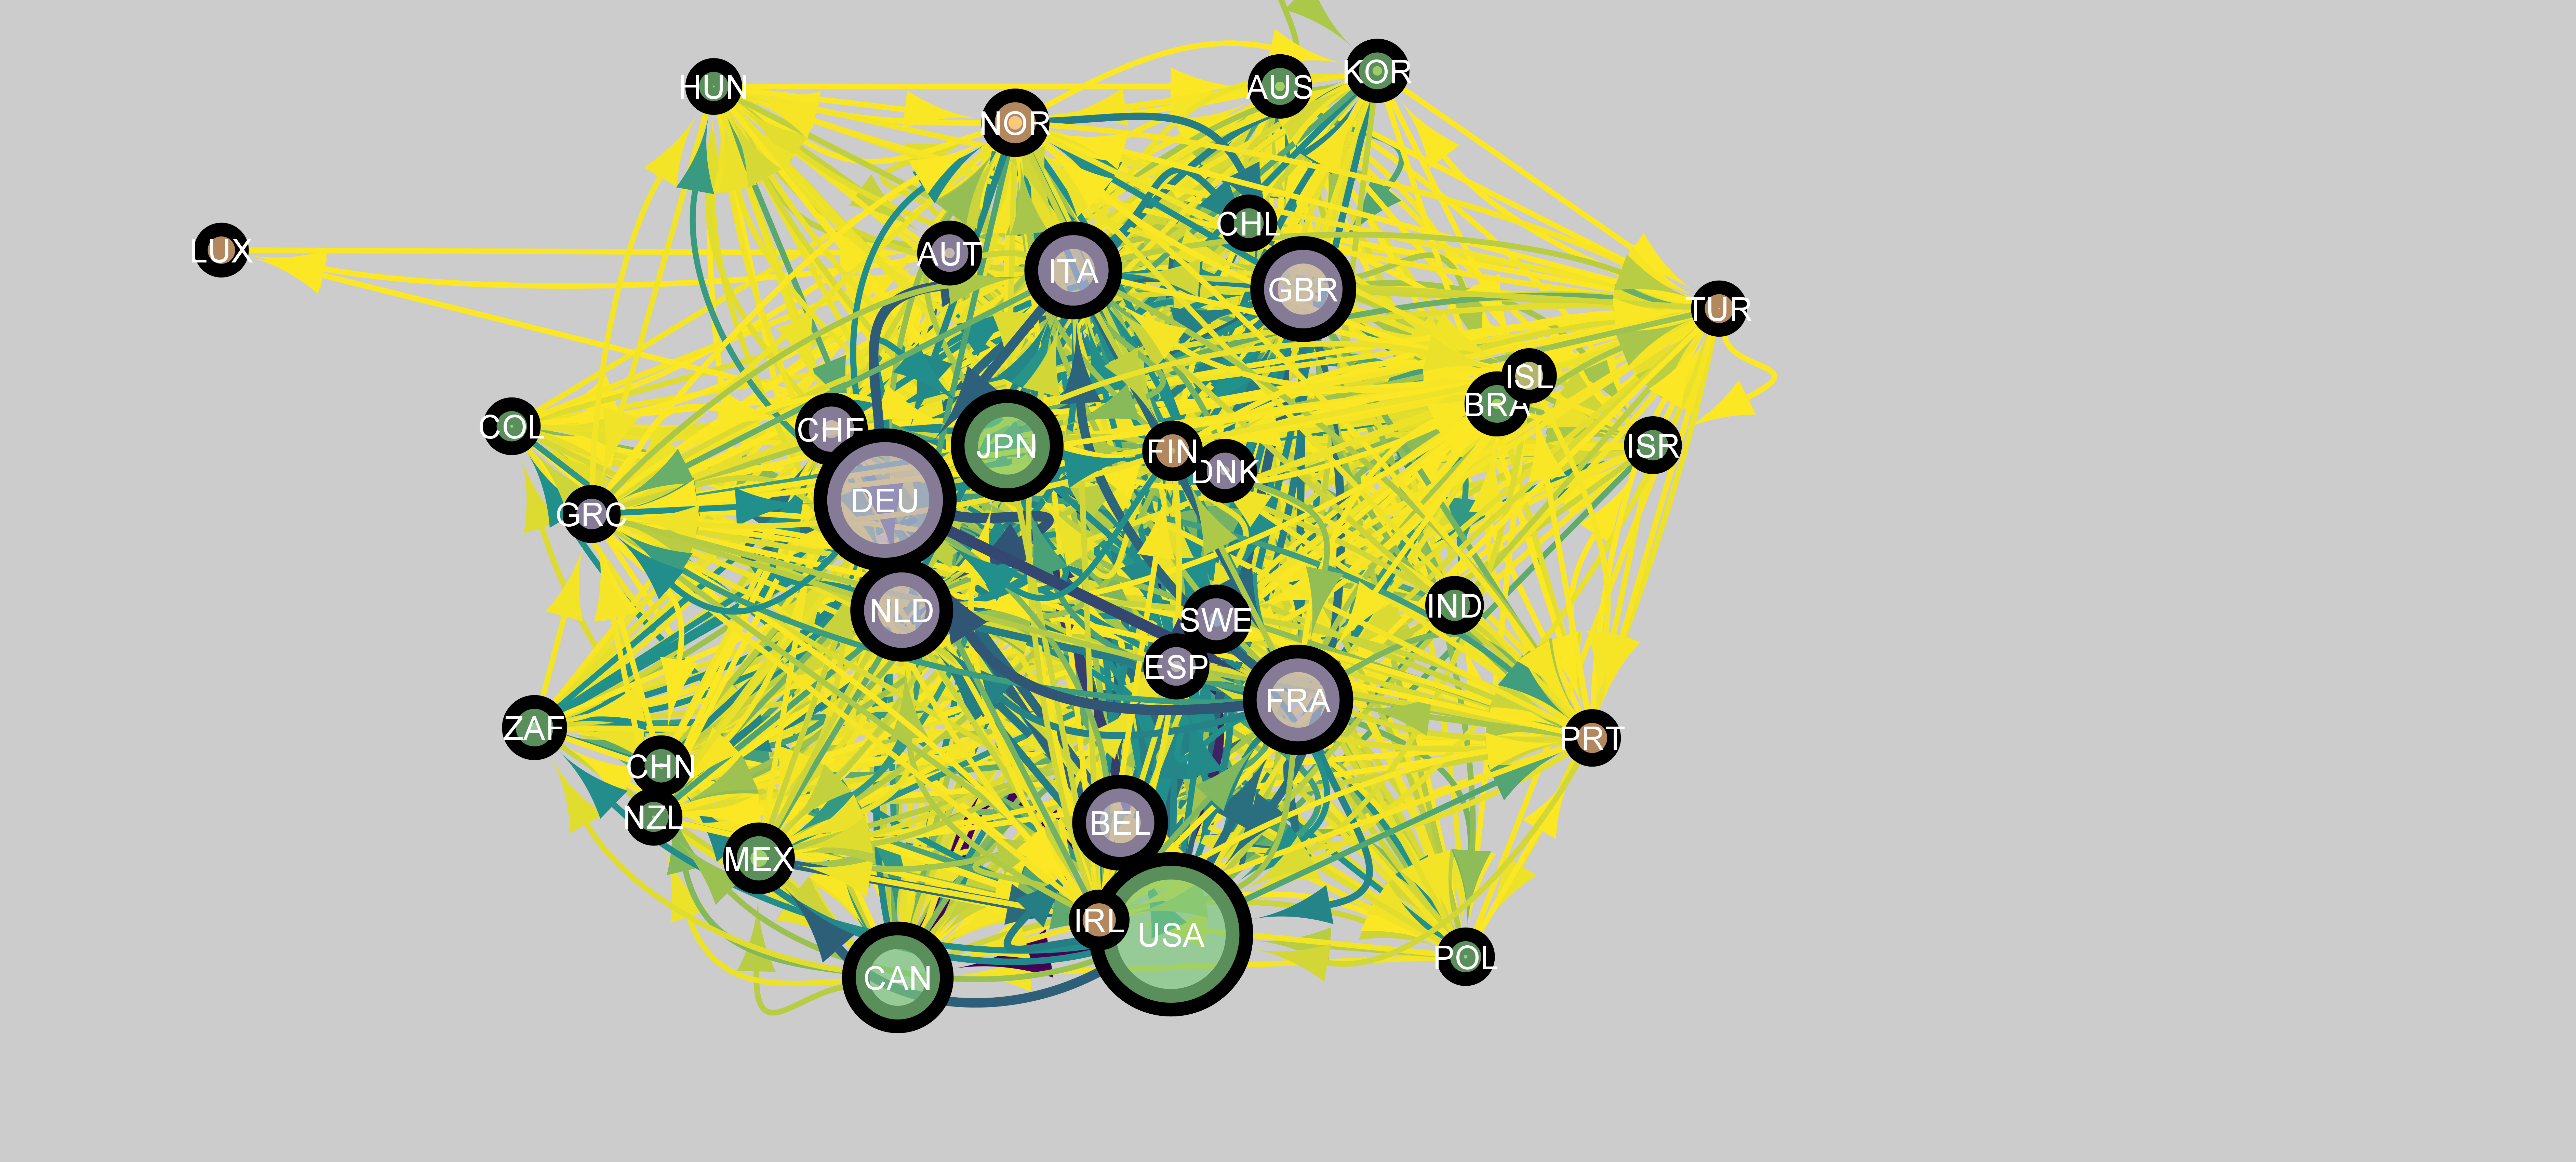 KOR
HUN
AUS
NOR
CHL
LUX
AUT
ITA
GBR
TUR
ISL
BRA
COL
CHE
JPN
ISR
FIN
DNK
DEU
GRC
IND
NLD
SWE
ESP
FRA
ZAF
PRT
CHN
NZL
BEL
MEX
IRL
USA
POL
CAN